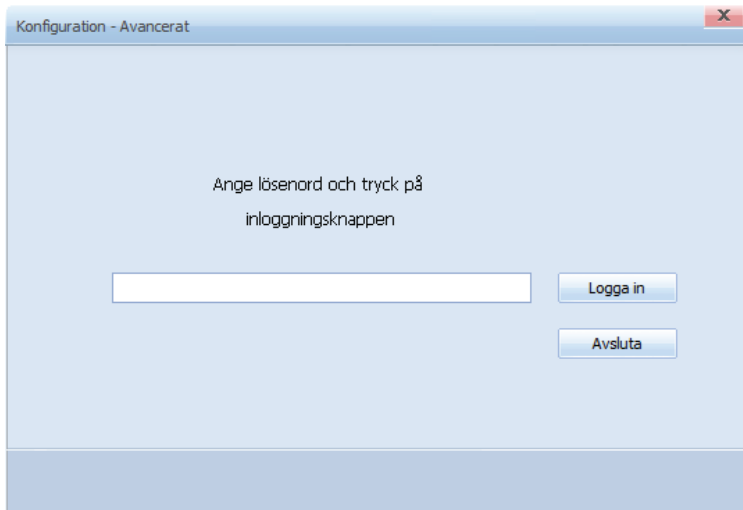 Konfiguration - Avancerat
X
Ange lösenord och tryck på
inloggningsknappen
Logga in
Avsluta